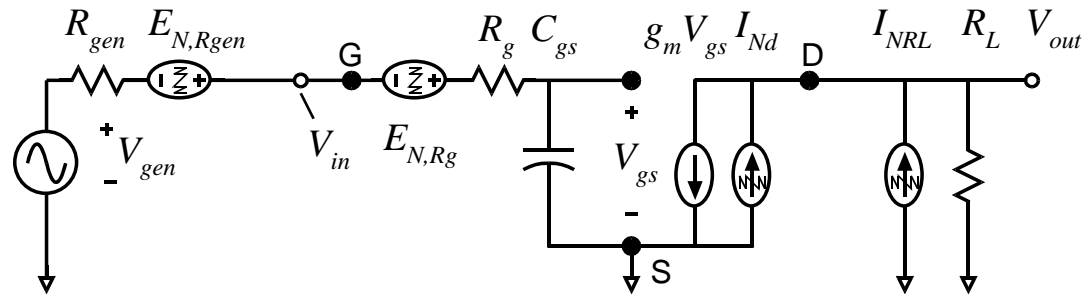 R_gen E_N,Rgen R_g C_gs g_m V_gs I_Nd I_NRL R_L V_out
G D
+ - V_gen V_in E_N,Rg + V_gs -
S